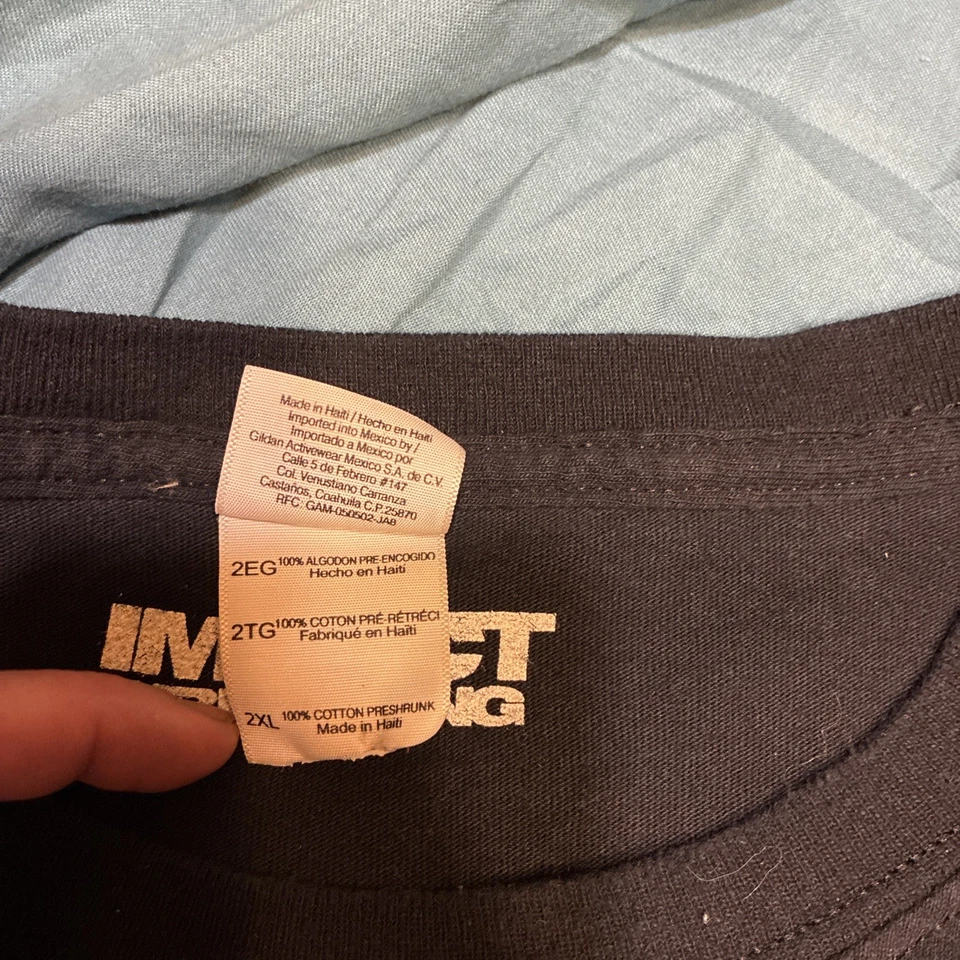 Made in Haiti / Hecho en Haiti
Imported into Mexico by /
Importado a Mexico por
Gildan Activewear Mexico S.A. de C.V.
Calle 5 de Febrero #147
Col. Venustiano Carranza
Castaños, Coahuila C.P.25870
RFC: GAM-050502-JA8
2EG 100% ALGODON PRE-ENCOGIDO
Hecho en Haiti
2TG 100% COTON PRÉ-RÉTRÉCI
Fabriqué en Haïti
2XL 100% COTTON PRESHRUNK
Made in Haiti